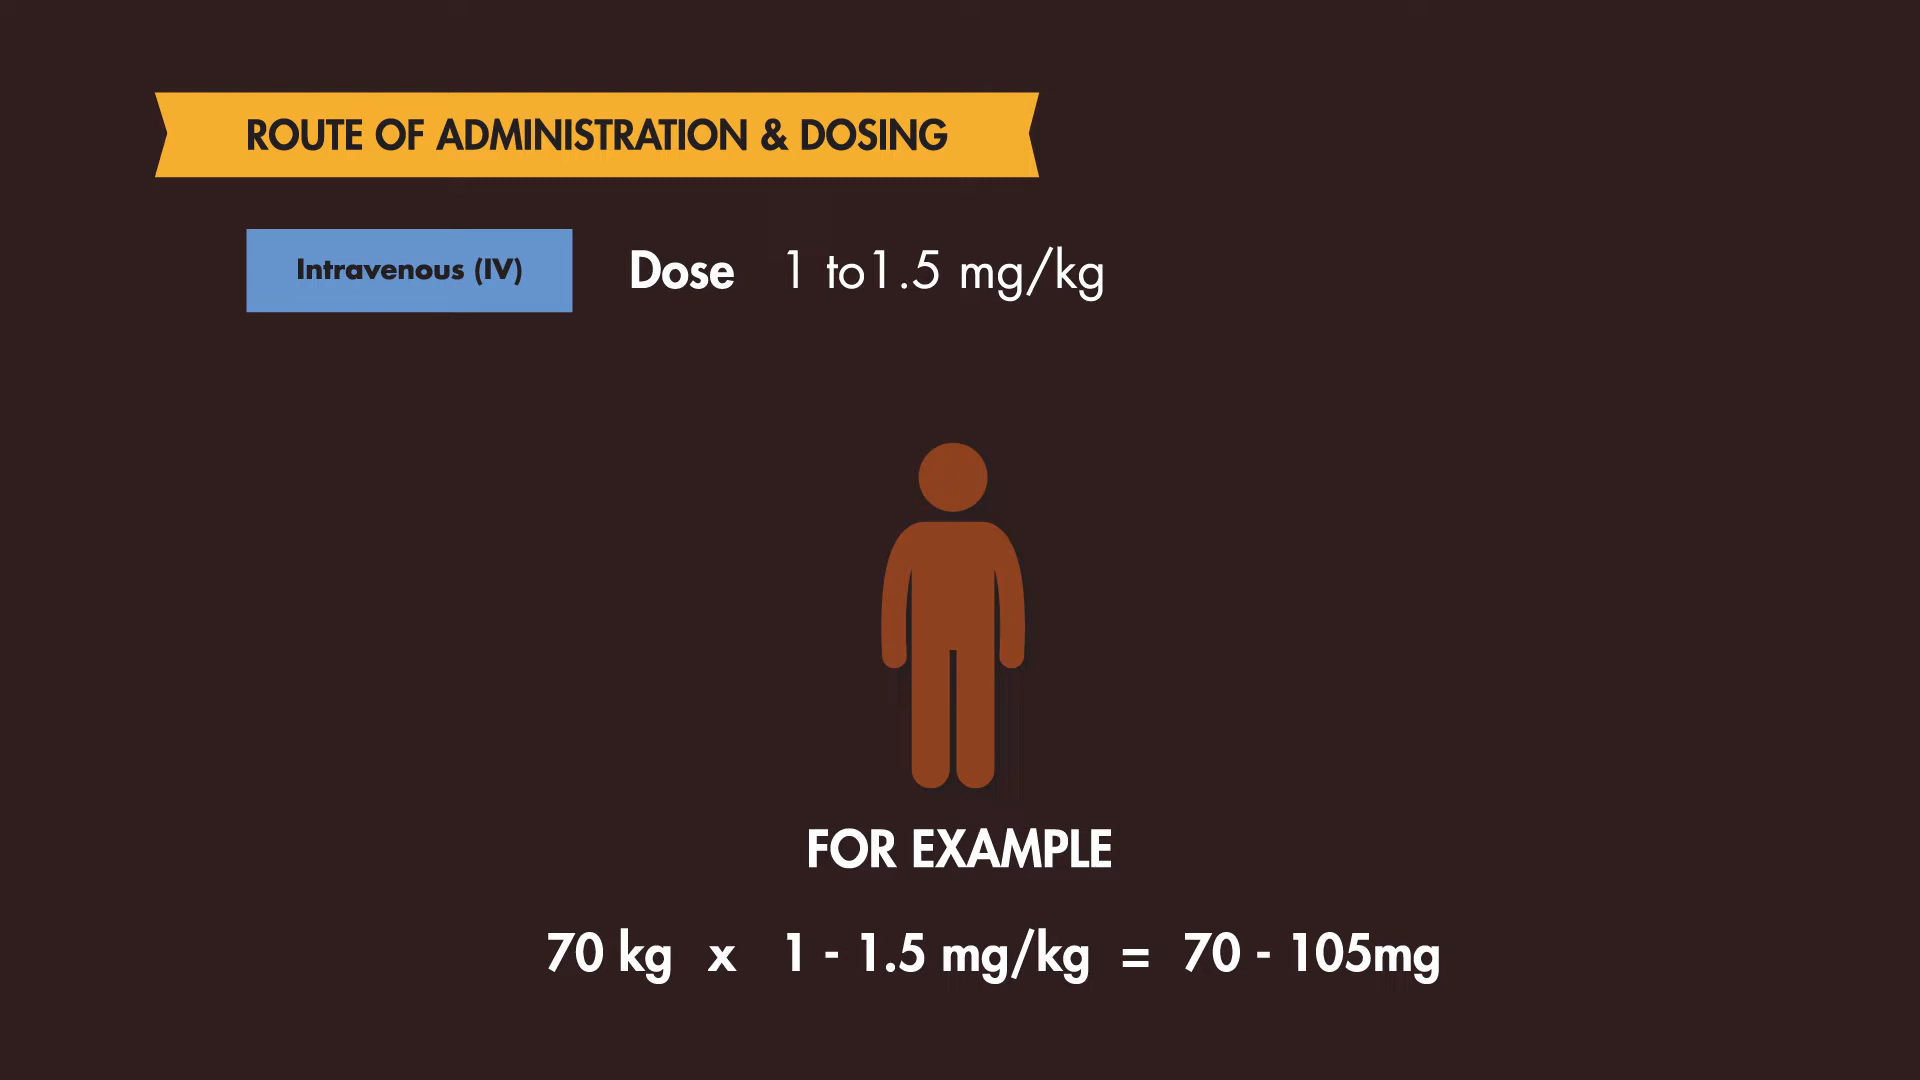 ROUTE OF ADMINISTRATION & DOSING
Intravenous (IV) Dose 1 to1.5 mg/kg
FOR EXAMPLE
70 kg x 1 - 1.5 mg/kg = 70 - 105mg